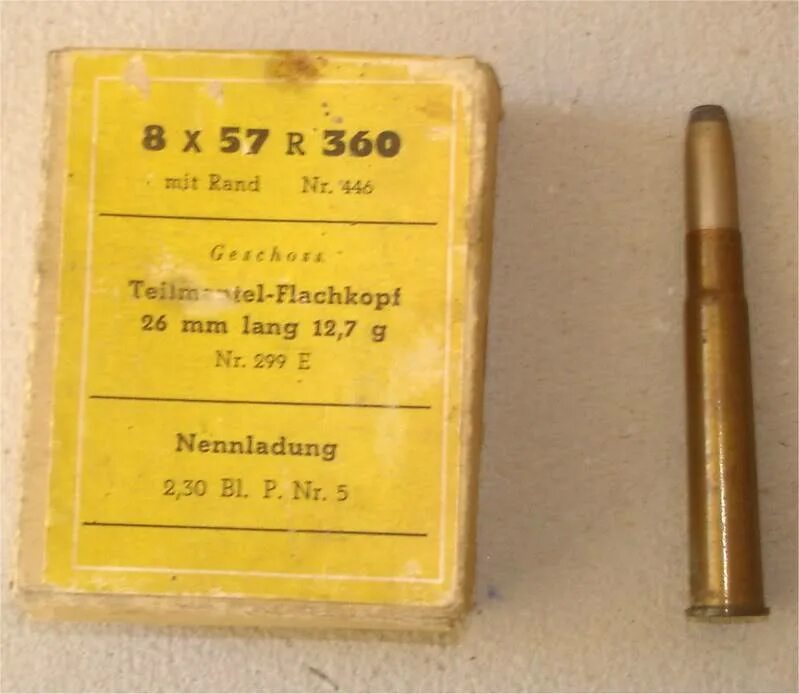 8 X 57 R 360
mit Rand Nr. 446
Geschoss
Teilmantel-Flachkopf
26 mm lang 12,7 g
Nr. 299 E
Nennladung
2,30 Bl. P. Nr. 5